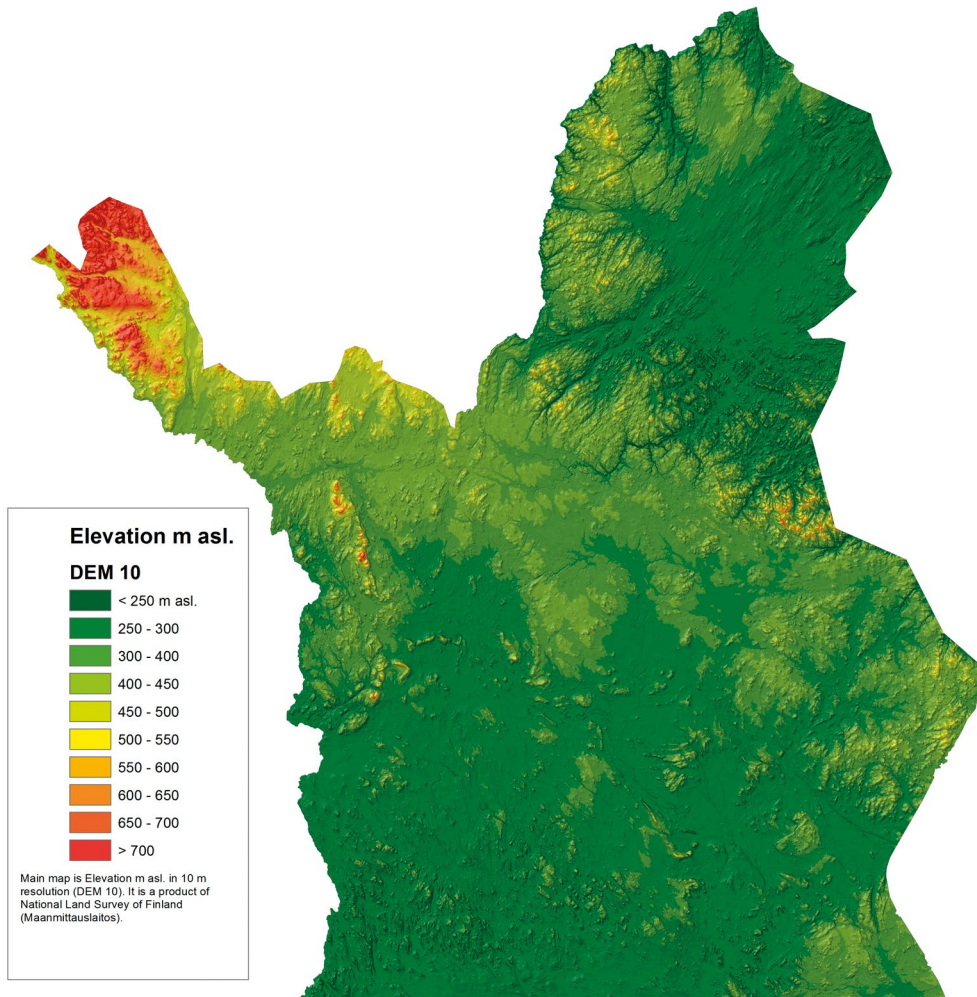 Elevation m asl.
DEM 10
< 250 m asl.
250 - 300
300 - 400
400 - 450
450 - 500
500 - 550
550 - 600
600 - 650
650 - 700
> 700
Main map is Elevation m asl. in 10 m
resolution (DEM 10). It is a product of
National Land Survey of Finland
(Maanmittauslaitos).